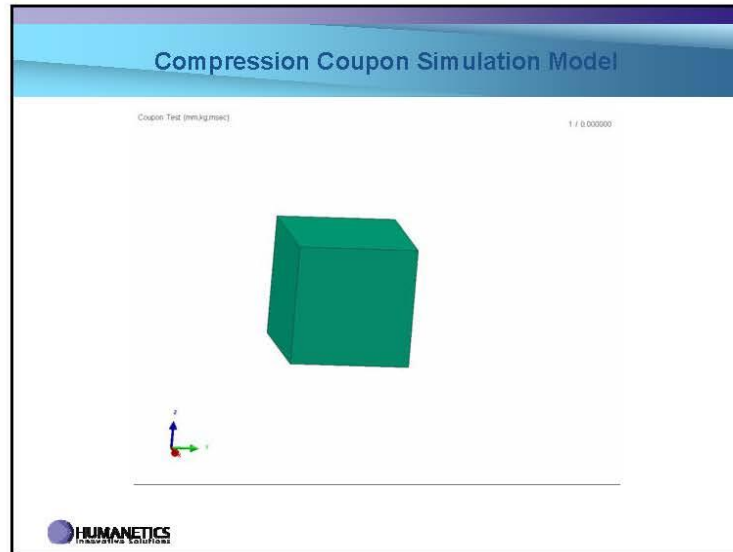 Compression Coupon Simulation Model
Coupon Test (mm,kg,msec)
1 / 0.000000
Z
Y
HUMANETICS
Innovative Solutions